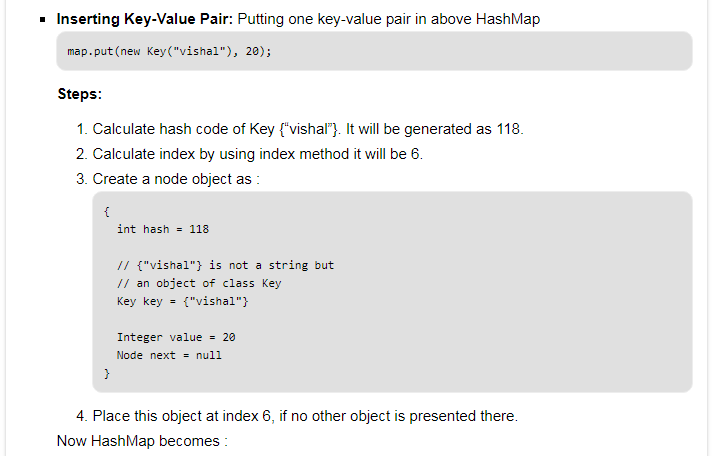 ▪ Inserting Key-Value Pair: Putting one key-value pair in above HashMap
map.put(new Key("vishal"), 20);
Steps:
1. Calculate hash code of Key {“vishal”}. It will be generated as 118.
2. Calculate index by using index method it will be 6.
3. Create a node object as :
{
int hash = 118
// {"vishal"} is not a string but
// an object of class Key
Key key = {"vishal"}
Integer value = 20
Node next = null
}
4. Place this object at index 6, if no other object is presented there.
Now HashMap becomes :